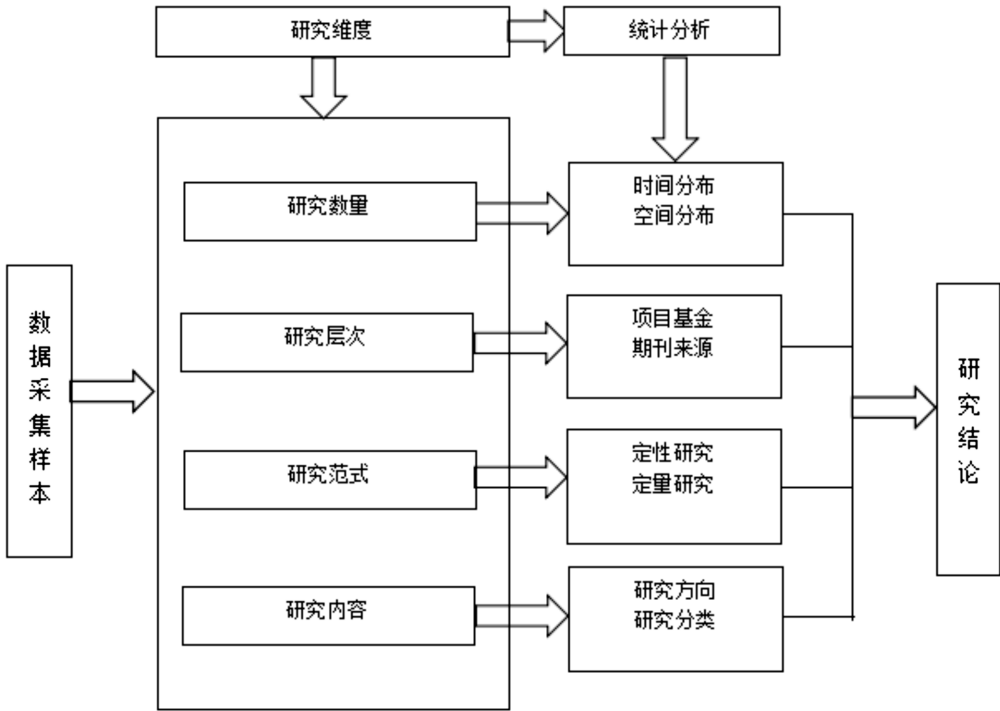 研究维度
统计分析
数据采集样本
研究数量
时间分布
空间分布
研究层次
项目基金
期刊来源
研究范式
定性研究
定量研究
研究内容
研究方向
研究分类
研究结论